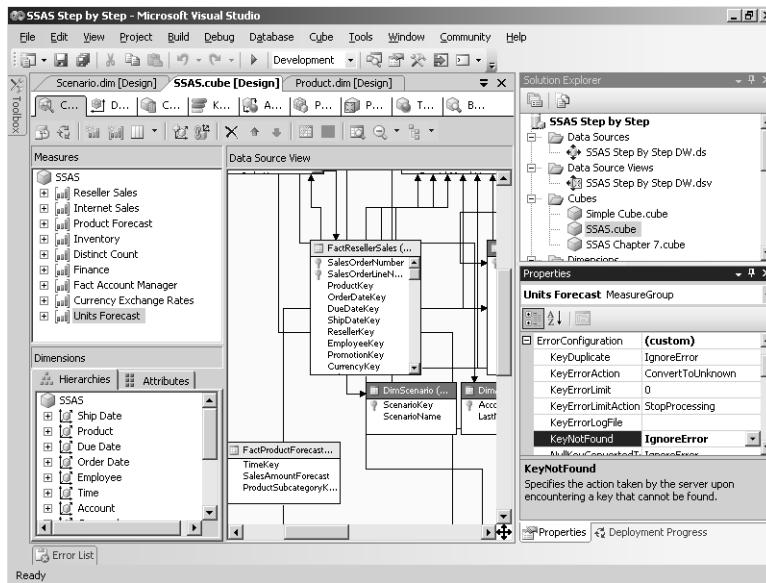 SSAS Step by Step - Microsoft Visual Studio
File Edit View Project Build Debug Database Cube Tools Window Community Help
Development
Toolbox
Scenario.dim [Design] SSAS.cube [Design] Product.dim [Design]
C... D... C... K... A... P... P... T... B...
Measures
SSAS
Reseller Sales
Internet Sales
Product Forecast
Inventory
Distinct Count
Finance
Fact Account Manager
Currency Exchange Rates
Units Forecast
Dimensions
Hierarchies Attributes
SSAS
Ship Date
Product
Due Date
Order Date
Employee
Time
Account
Data Source View
FactResellerSales (...
SalesOrderNumber
SalesOrderLineN...
ProductKey
OrderDateKey
DueDateKey
ShipDateKey
ResellerKey
EmployeeKey
PromotionKey
CurrencyKey
DimScenario (...
ScenarioKey
ScenarioName
FactProductForecast...
TimeKey
SalesAmountForecast
ProductSubcategoryK...
Solution Explorer
SSAS Step by Step
Data Sources
SSAS Step By Step DW.ds
Data Source Views
SSAS Step By Step DW.dsv
Cubes
Simple Cube.cube
SSAS.cube
SSAS Chapter 7.cube
Dimensions
Properties
Units Forecast MeasureGroup
ErrorConfiguration (custom)
KeyDuplicate IgnoreError
KeyErrorAction ConvertToUnknown
KeyErrorLimit 0
KeyErrorLimitAction StopProcessing
KeyErrorLogFile
KeyNotFound IgnoreError
NullKeyConvertedT IgnoreError
KeyNotFound
Specifies the action taken by the server upon
encountering a key that cannot be found.
Properties Deployment Progress
Error List
Ready